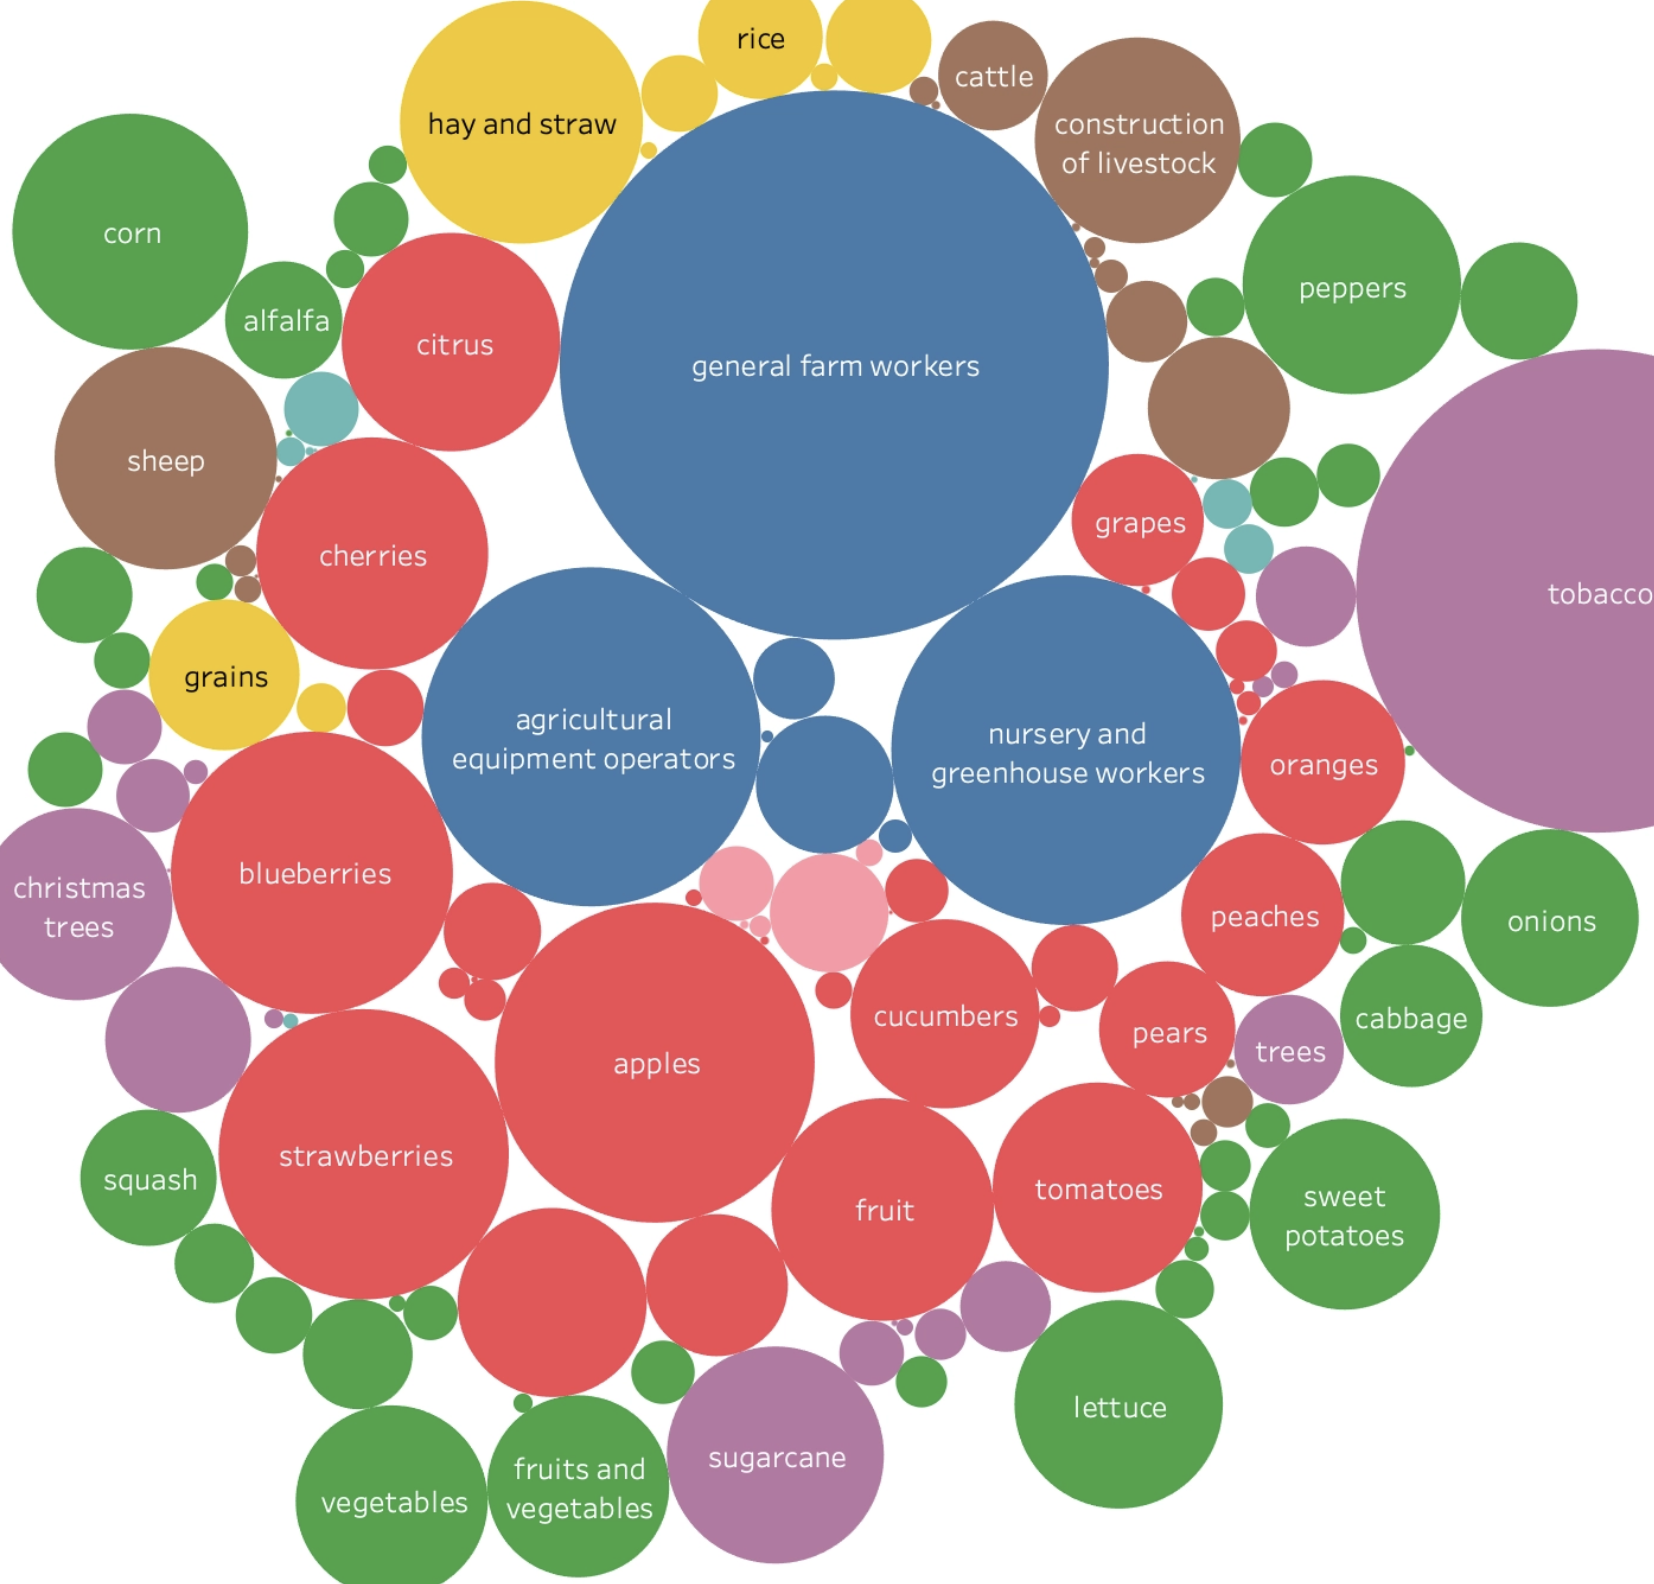 rice
cattle
hay and straw
construction
of livestock
corn
peppers
alfalfa
citrus
general farm workers
sheep
grapes
cherries
tobacco
grains
agricultural
equipment operators
nursery and
greenhouse workers
oranges
blueberries
christmas
trees
peaches
onions
cucumbers
pears
cabbage
trees
apples
strawberries
squash
fruit
tomatoes
sweet
potatoes
lettuce
sugarcane
fruits and
vegetables
vegetables